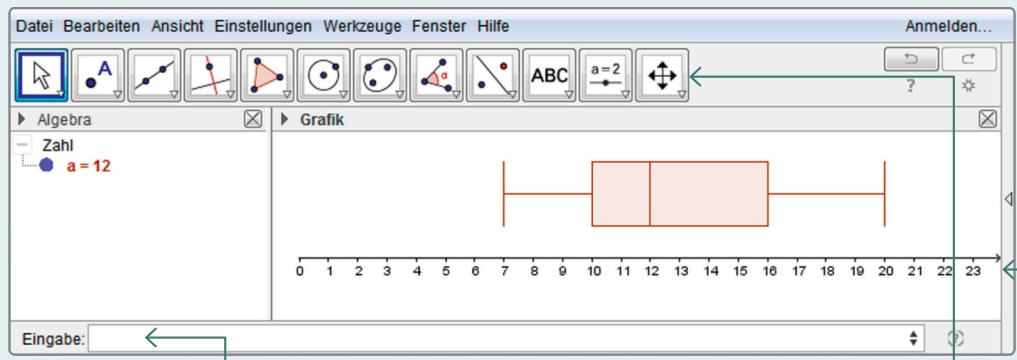 Datei Bearbeiten Ansicht Einstellungen Werkzeuge Fenster Hilfe Anmelden...
A α ABC a=2 ?
Algebra Grafik
Zahl
a = 12
0 1 2 3 4 5 6 7 8 9 10 11 12 13 14 15 16 17 18 19 20 21 22 23
Eingabe: ?